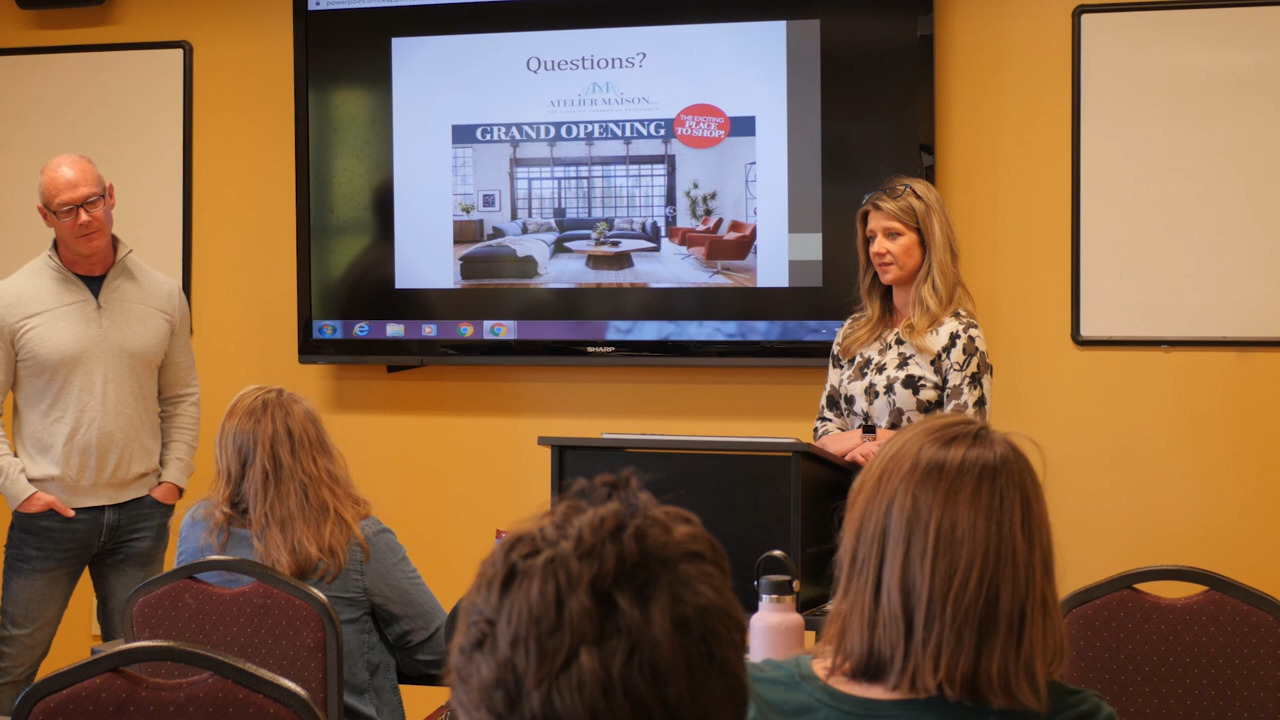 Questions?
ATELIER MAISON
GRAND OPENING
THE EXCITING
PLACE
TO SHOP!
SHARP